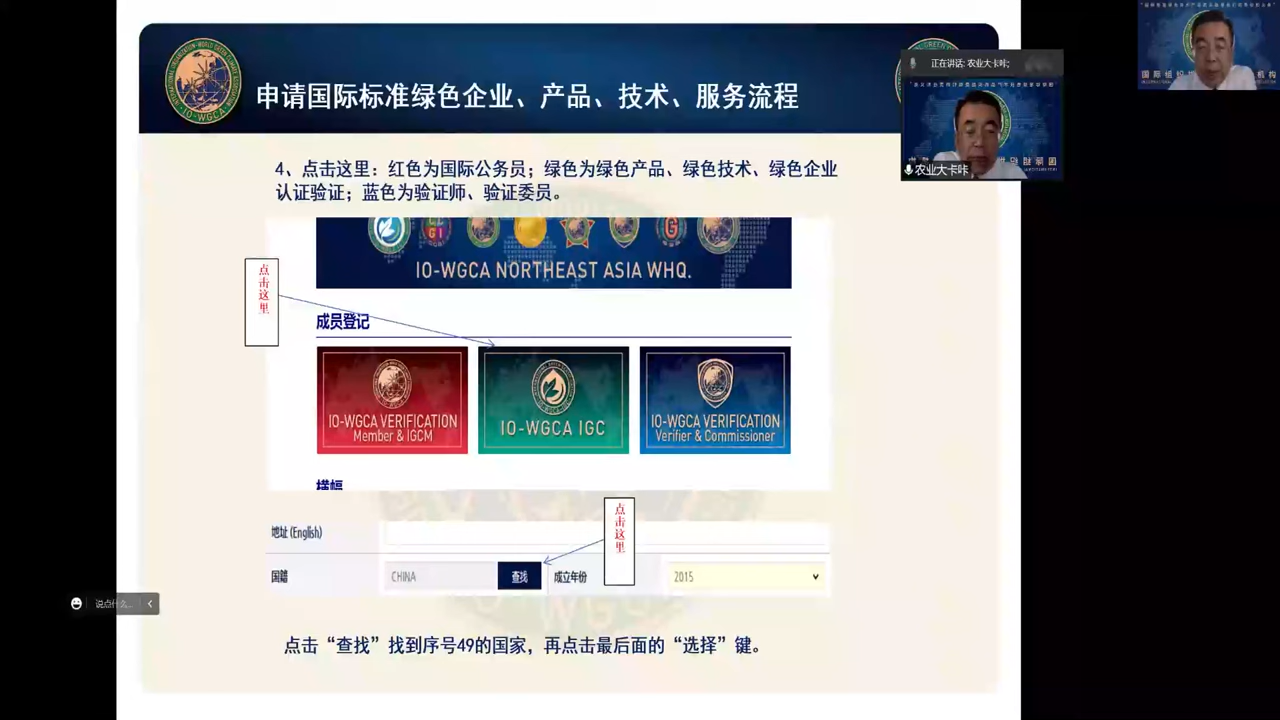 申请国际标准绿色企业、产品、技术、服务流程
正在讲话: 农业大卡咔;
农业大卡咔
4、点击这里：红色为国际公务员；绿色为绿色产品、绿色技术、绿色企业
认证验证；蓝色为验证师、验证委员。
IO-WGCA NORTHEAST ASIA WHQ.
点击这里
成员登记
IO-WGCA VERIFICATION
Member & IGCM
IO-WGCA IGC
IO-WGCA VERIFICATION
Verifier & Commissioner
横幅
点击这里
地址 (English)
国籍
CHINA
查找
成立年份
2015
说点什么...
点击“查找”找到序号49的国家，再点击最后面的“选择”键。